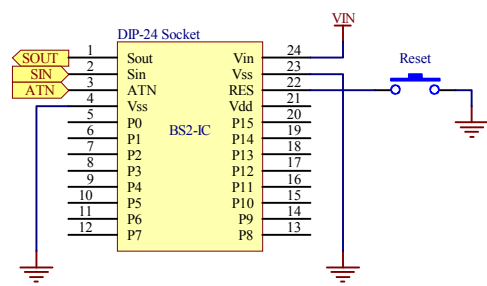 VIN
DIP-24 Socket
SOUT 1 Sout Vin 24 Reset
SIN 2 Sin Vss 23
ATN 3 ATN RES 22
4 Vss Vdd 21
5 P0 P15 20
6 P1 BS2-IC P14 19
7 P2 P13 18
8 P3 P12 17
9 P4 P11 16
10 P5 P10 15
11 P6 P9 14
12 P7 P8 13